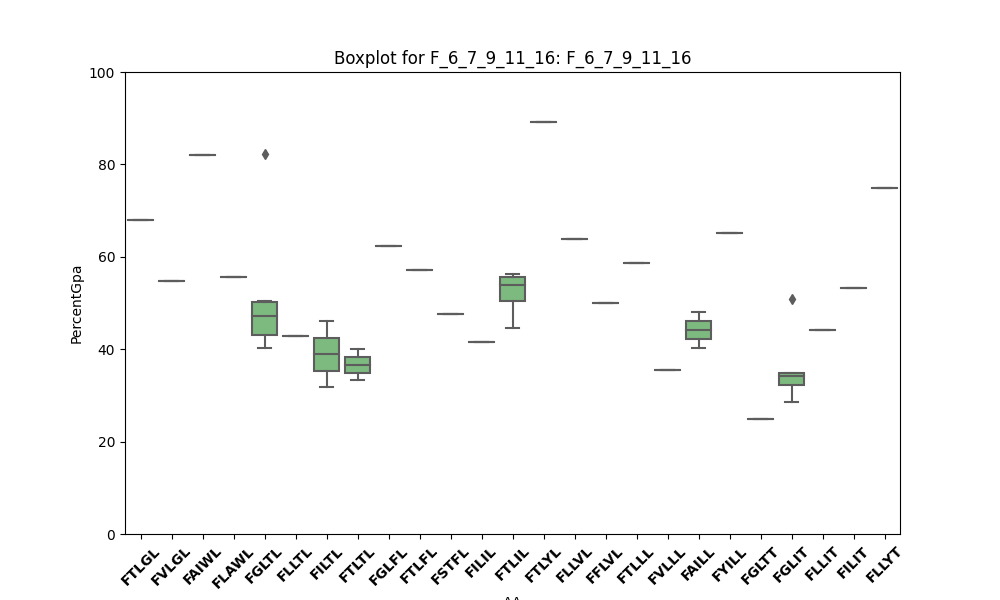 Boxplot for F_6_7_9_11_16: F_6_7_9_11_16
100
80
60
40
20
0
PercentGpa
FTLGL FVLGL FAIWL FLAWL FGLTL FLLTL FILTL FTLTL FGLFL FTLFL FSTFL FILIL FTLIL FTLYL FLLVL FFLVL FTLLL FVLLL FAILL FYILL FGLTT FGLIT FLLIT FILIT FLLYT